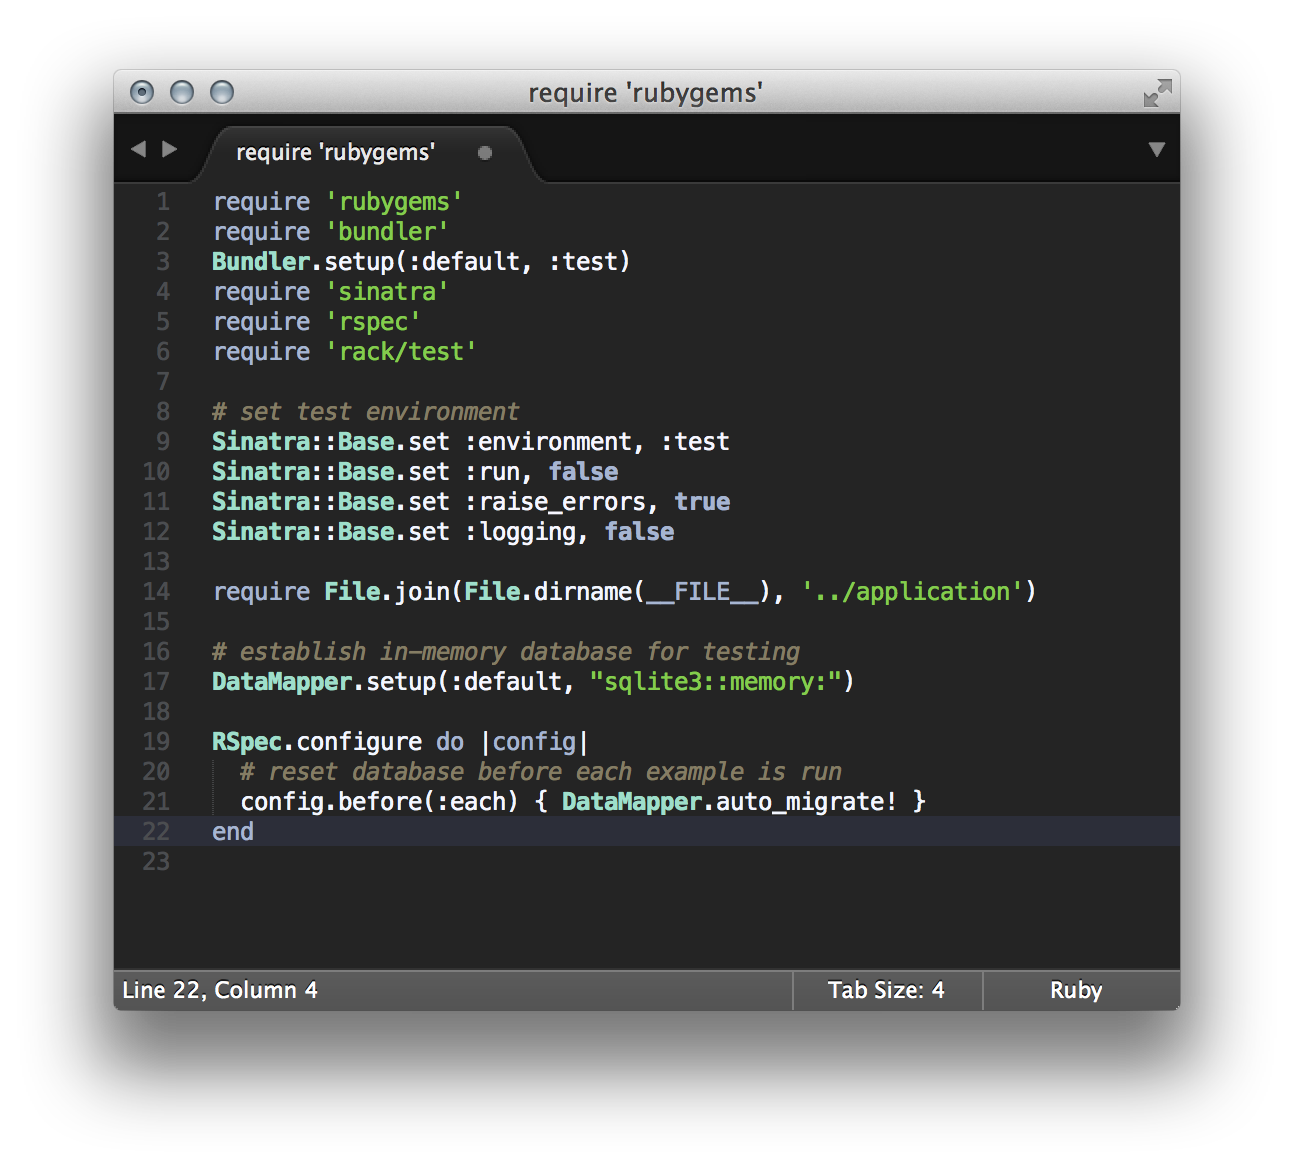 require 'rubygems'
require 'rubygems'
1 require 'rubygems'
2 require 'bundler'
3 Bundler.setup(:default, :test)
4 require 'sinatra'
5 require 'rspec'
6 require 'rack/test'
7
8 # set test environment
9 Sinatra::Base.set :environment, :test
10 Sinatra::Base.set :run, false
11 Sinatra::Base.set :raise_errors, true
12 Sinatra::Base.set :logging, false
13
14 require File.join(File.dirname(__FILE__), '../application')
15
16 # establish in-memory database for testing
17 DataMapper.setup(:default, "sqlite3::memory:")
18
19 RSpec.configure do |config|
20   # reset database before each example is run
21   config.before(:each) { DataMapper.auto_migrate! }
22 end
23
Line 22, Column 4 Tab Size: 4 Ruby